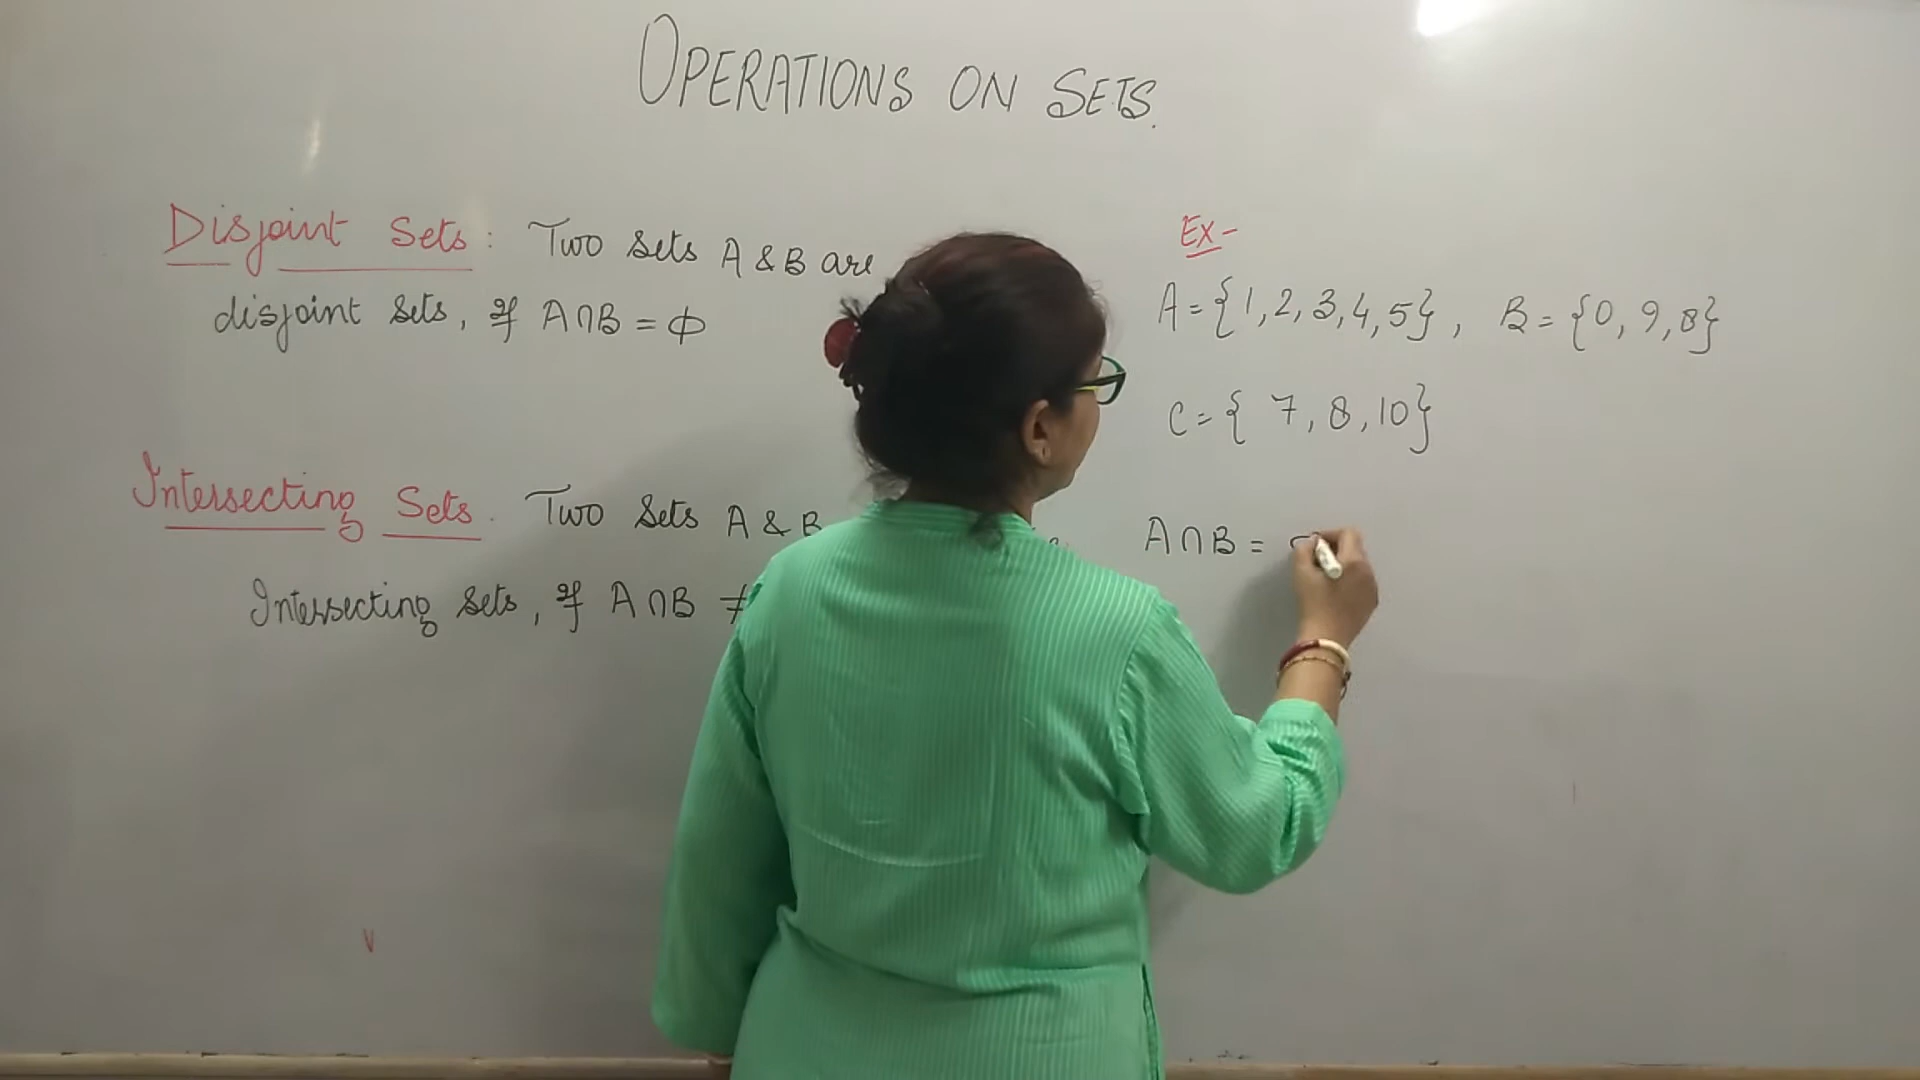 OPERATIONS ON SETS.
Disjoint Sets: Two Sets A & B are
disjoint Sets, if A∩B = ϕ
Intersecting Sets. Two Sets A & B
Intersecting Sets, if A∩B ≠
Ex-
A = {1, 2, 3, 4, 5}, B = {0, 9, 8}
C = { 7, 8, 10}
A∩B =